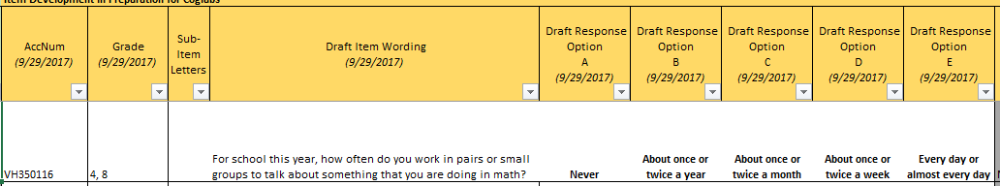 Item Development in Preparation for Coglabs
AccNum
(9/29/2017)
Grade
(9/29/2017)
Sub-
Item
Letters
Draft Item Wording
(9/29/2017)
Draft Response
Option
A
(9/29/2017)
Draft Response
Option
B
(9/29/2017)
Draft Response
Option
C
(9/29/2017)
Draft Response
Option
D
(9/29/2017)
Draft Response
Option
E
(9/29/2017)
VH350116
4, 8
For school this year, how often do you work in pairs or small
groups to talk about something that you are doing in math?
Never
About once or
twice a year
About once or
twice a month
About once or
twice a week
Every day or
almost every day